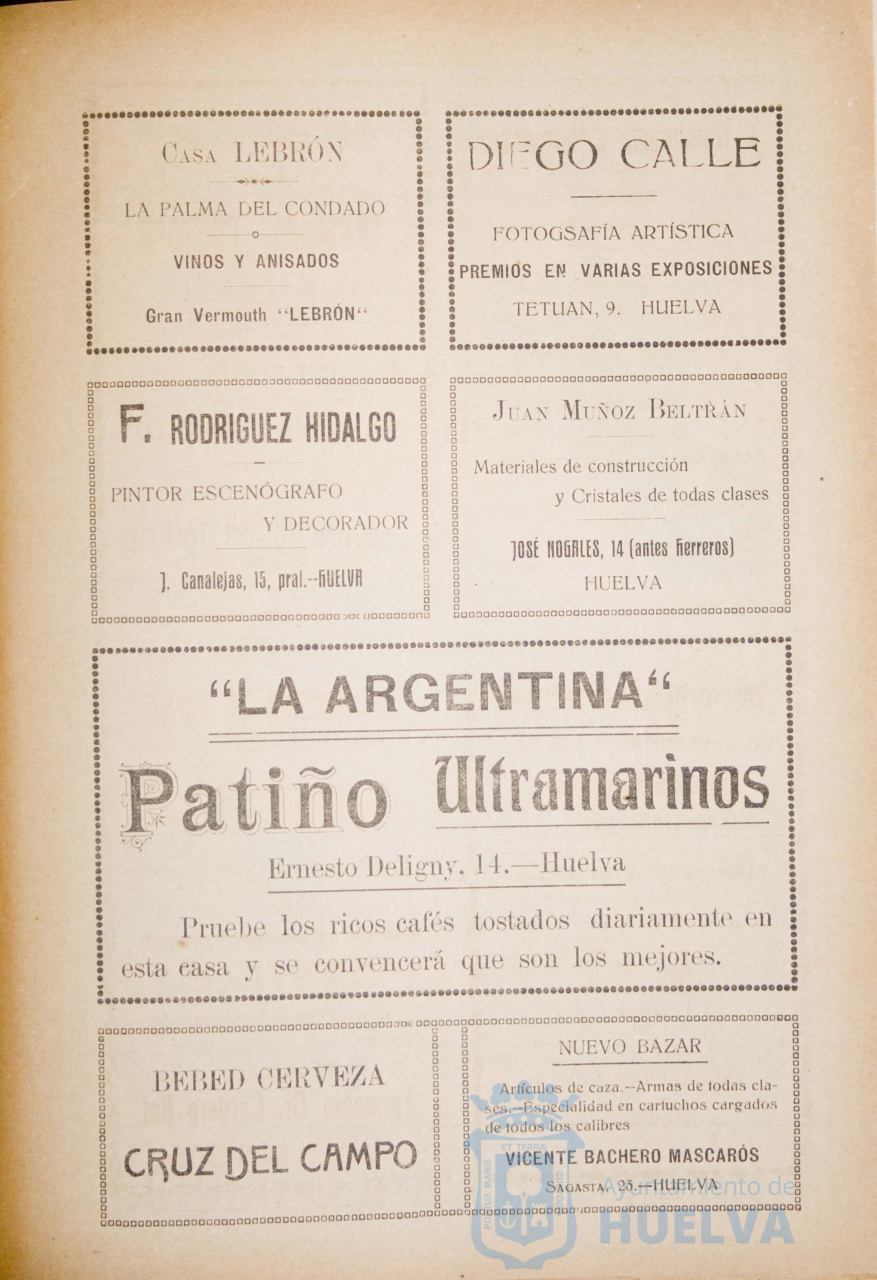 CASA LEBRÓN
LA PALMA DEL CONDADO
VINOS Y ANISADOS
Gran Vermouth "LEBRÓN"
DIEGO CALLE
FOTOGSAFÍA ARTÍSTICA
PREMIOS EN VARIAS EXPOSICIONES
TETUAN, 9. HUELVA
F. RODRIGUEZ HIDALGO
PINTOR ESCENÓGRAFO
Y DECORADOR
J. Canalejas, 15, pral.--HUELVA
JUAN MUÑOZ BELTRÁN
Materiales de construcción
y Cristales de todas clases
JOSÉ NOGALES, 14 (antes Herreros)
HUELVA
"LA ARGENTINA"
Patiño Ultramarinos
Ernesto Deligny, 14.—Huelva
Pruebe los ricos cafés tostados diariamente en
esta casa y se convencerá que son los mejores.
BEBED CERVEZA
CRUZ DEL CAMPO
NUEVO BAZAR
Artículos de caza.--Armas de todas cla-
ses.--Especialidad en cartuchos cargados
de todos los calibres
VICENTE BACHERO MASCARÓS
SAGASTA, 25.—HUELVA
PORTUS MARIS
ET TERRÆ
CUSTODIO
Ayuntamiento de
HUELVA